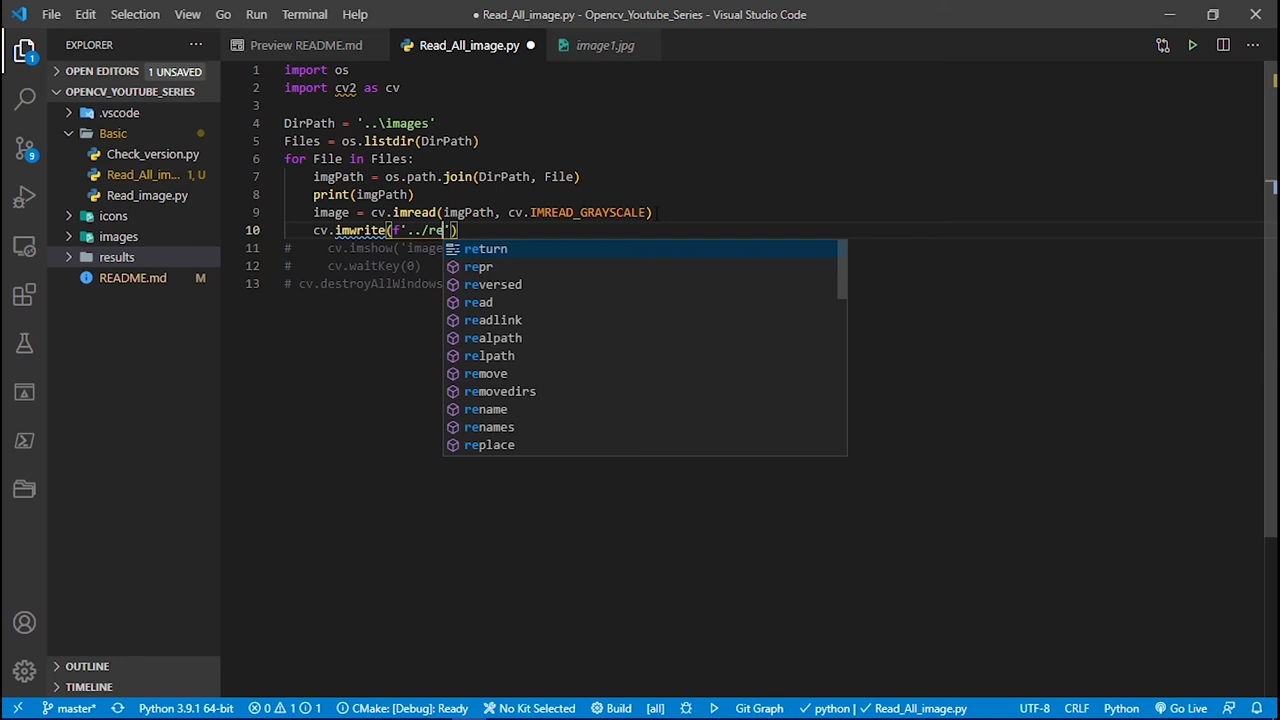 File Edit Selection View Go Run Terminal Help
● Read_All_image.py - Opencv_Youtube_Series - Visual Studio Code
EXPLORER
Preview README.md
Read_All_image.py
image1.jpg
OPEN EDITORS 1 UNSAVED
OPENCV_YOUTUBE_SERIES
.vscode
Basic
Check_version.py
Read_All_im... 1, U
Read_image.py
icons
images
results
README.md M
OUTLINE
TIMELINE
1
9
1 import os
2 import cv2 as cv
3
4 DirPath = '..\images'
5 Files = os.listdir(DirPath)
6 for File in Files:
7 imgPath = os.path.join(DirPath, File)
8 print(imgPath)
9 image = cv.imread(imgPath, cv.IMREAD_GRAYSCALE)
10 cv.imwrite(f'../re')
11 # cv.imshow('image
12 # cv.waitKey(0)
13 # cv.destroyAllWindows
return
repr
reversed
read
readlink
realpath
relpath
remove
removedirs
rename
renames
replace
master* Python 3.9.1 64-bit 0 1 1 CMake: [Debug]: Ready No Kit Selected Build [all] Git Graph python | Read_All_image.py UTF-8 CRLF Python Go Live